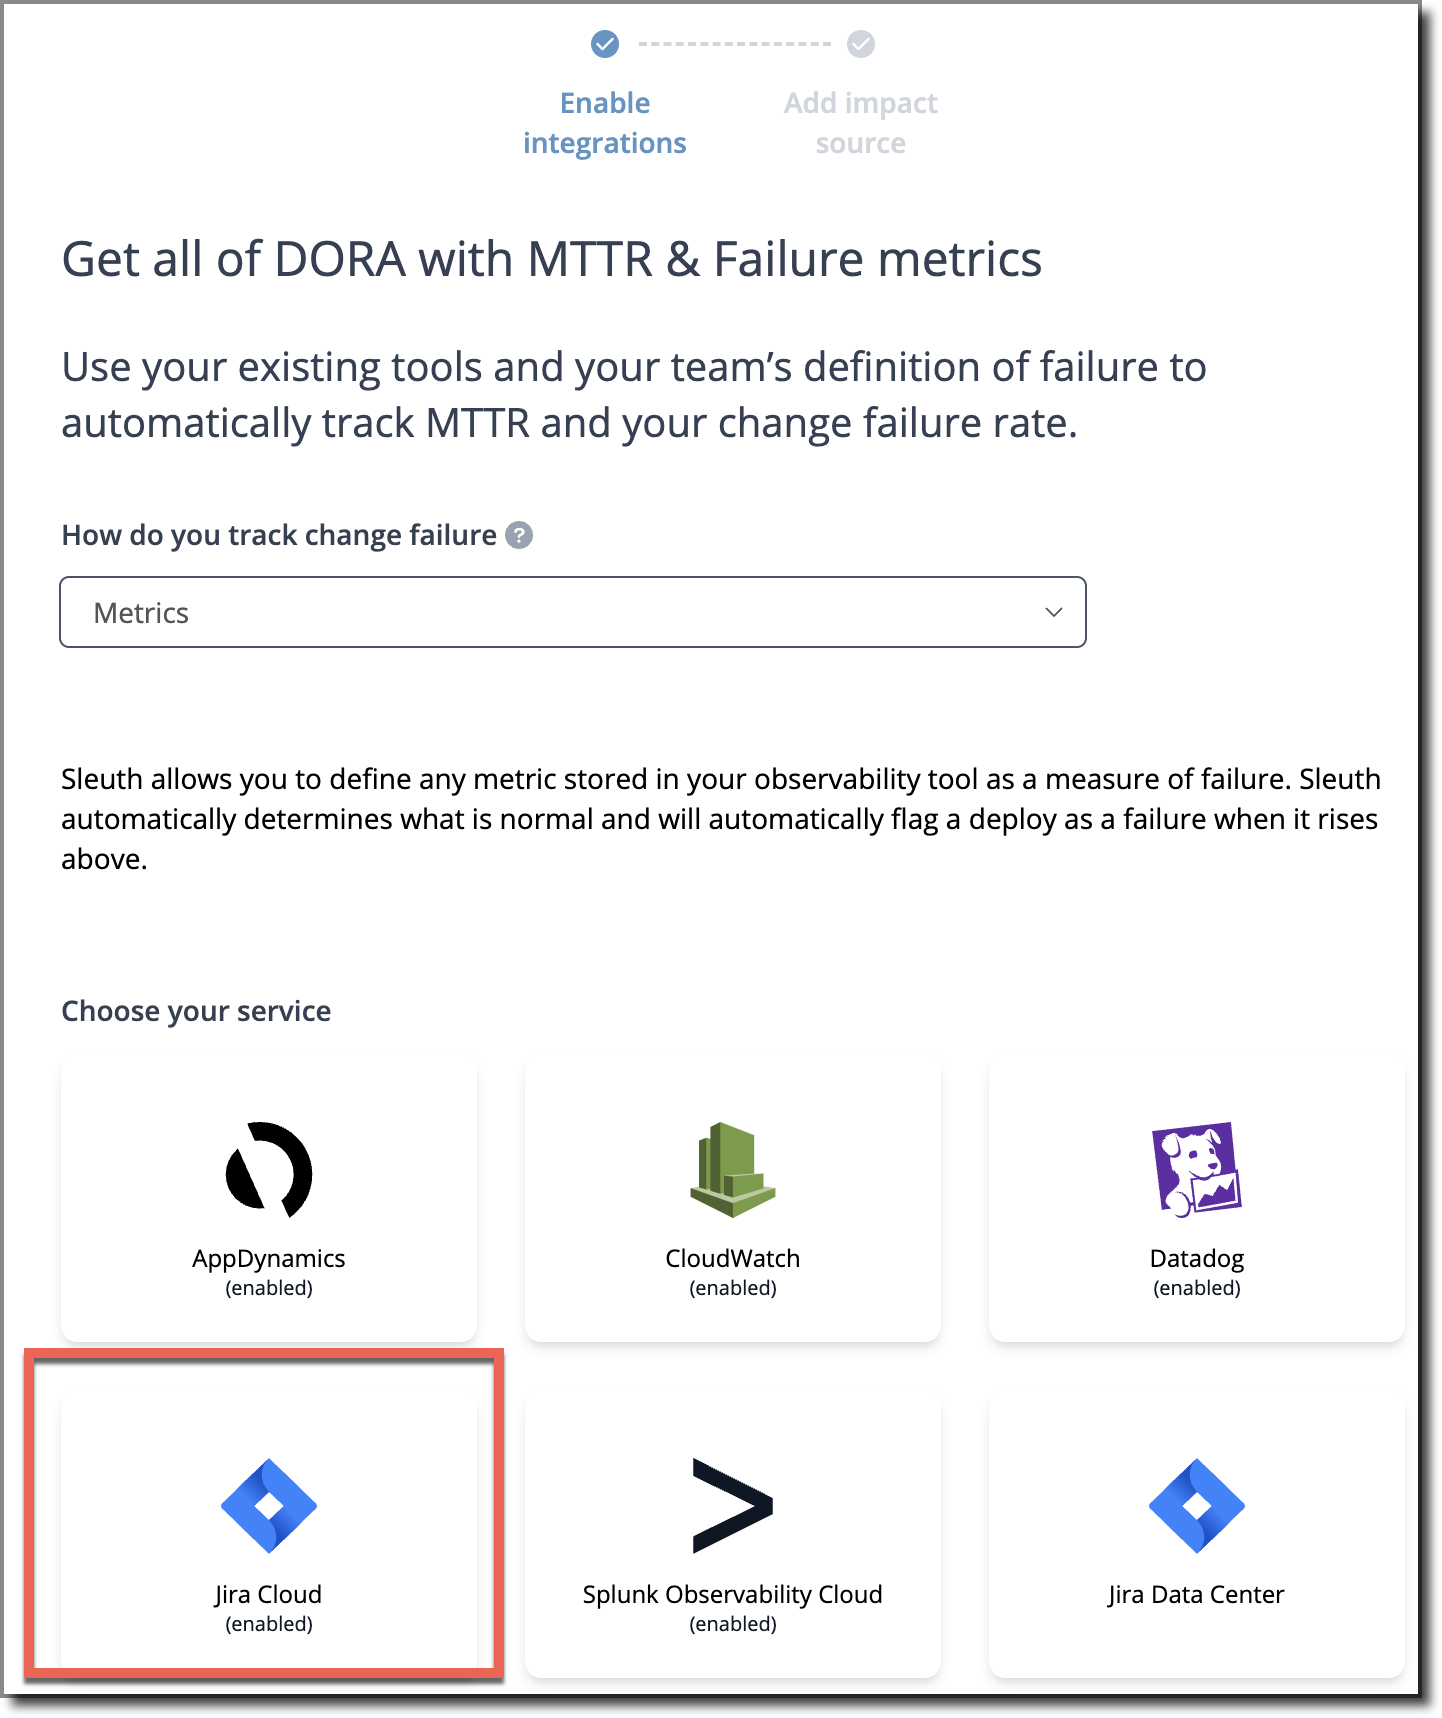 Enable
integrations
Add impact
source
Get all of DORA with MTTR & Failure metrics
Use your existing tools and your team’s definition of failure to
automatically track MTTR and your change failure rate.
How do you track change failure ?
Metrics
Sleuth allows you to define any metric stored in your observability tool as a measure of failure. Sleuth
automatically determines what is normal and will automatically flag a deploy as a failure when it rises
above.
Choose your service
AppDynamics
(enabled)
CloudWatch
(enabled)
Datadog
(enabled)
Jira Cloud
(enabled)
Splunk Observability Cloud
(enabled)
Jira Data Center